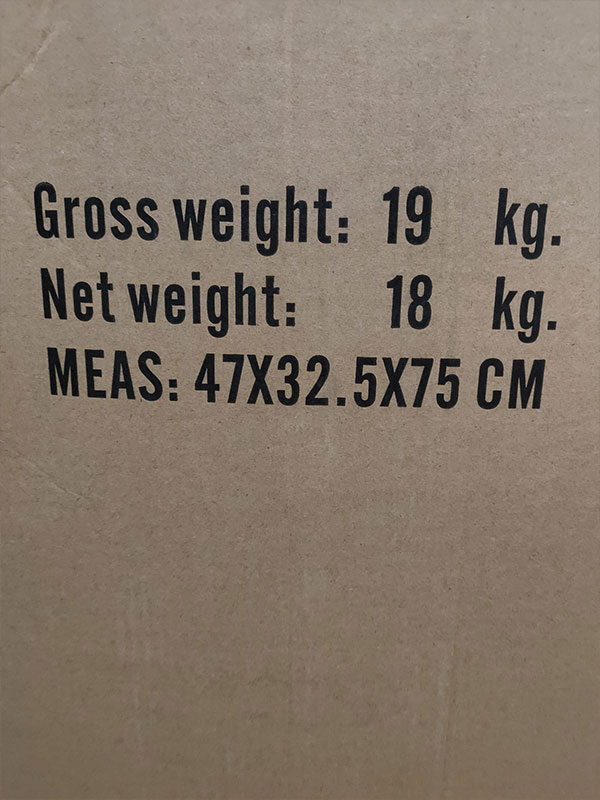 Gross weight: 19 kg.
Net weight: 18 kg.
MEAS: 47X32.5X75 CM